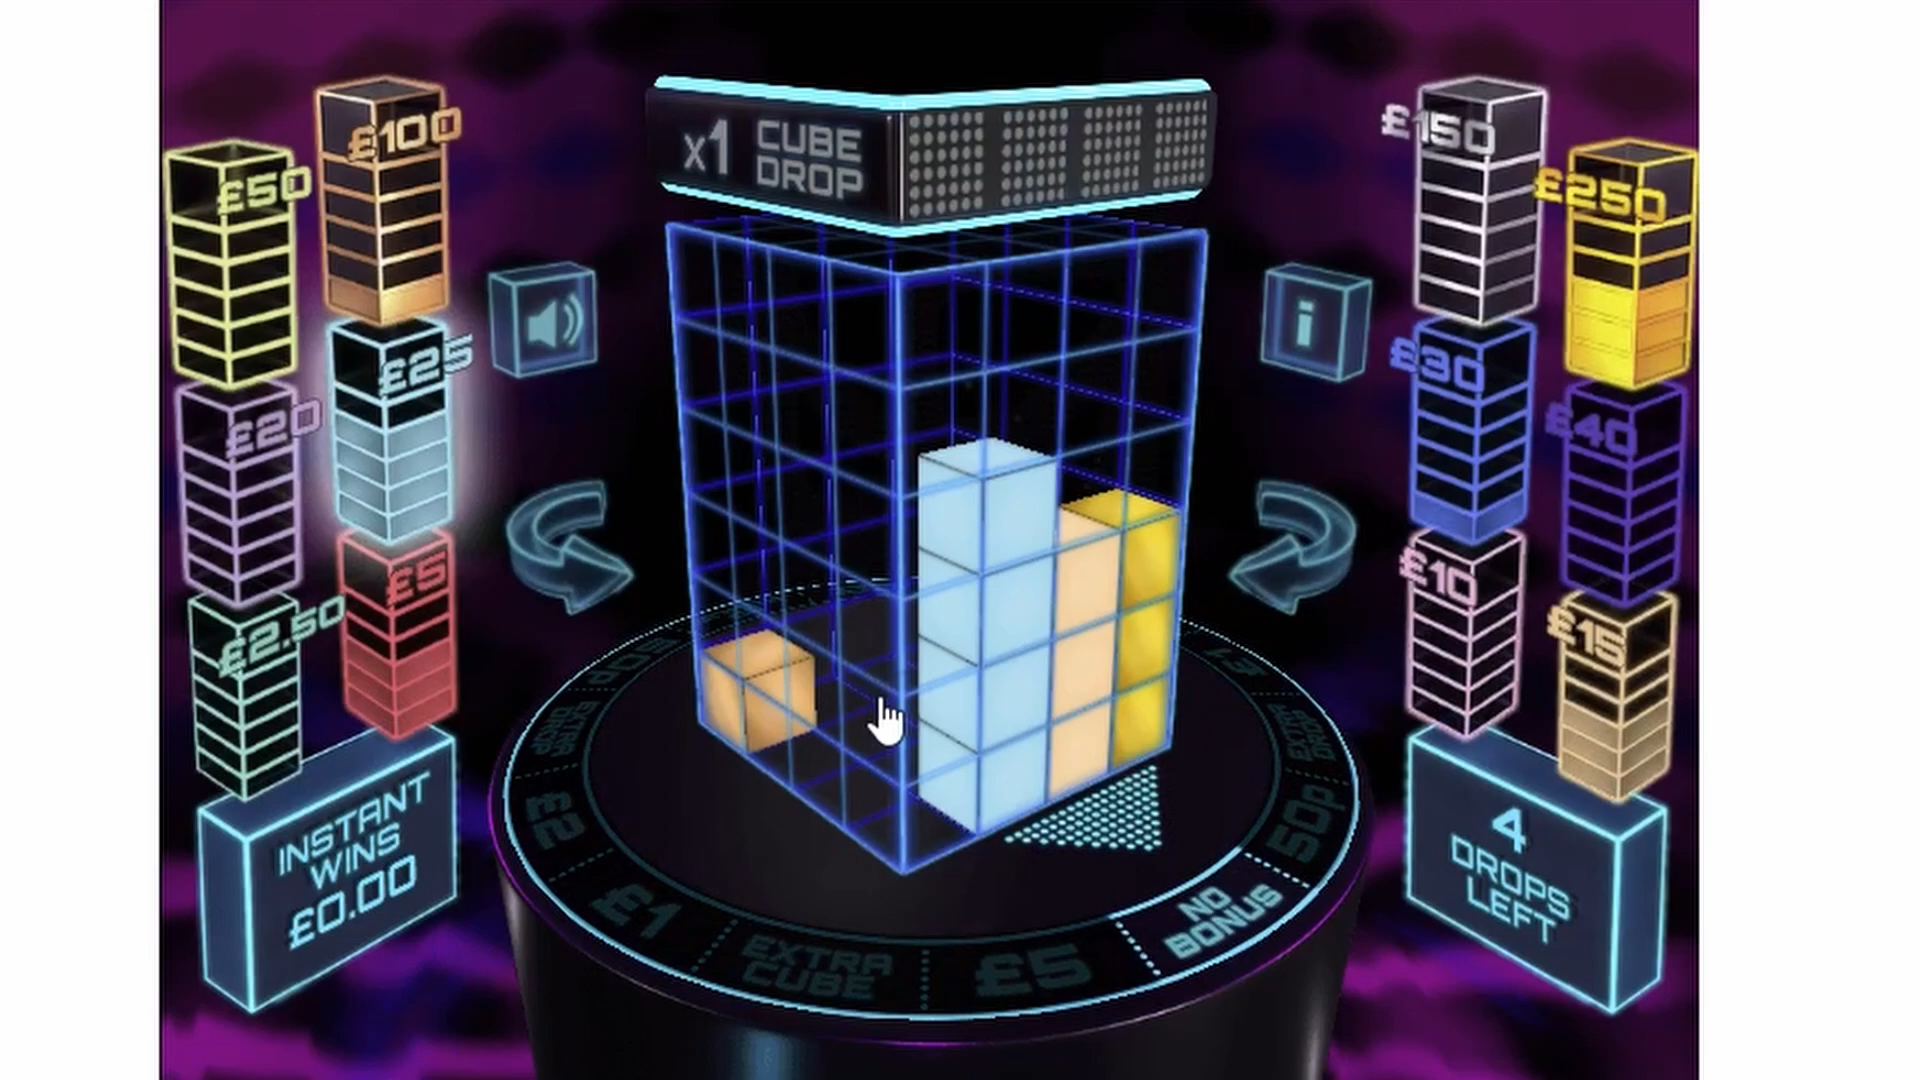 x1 CUBE
DROP
£50
£100
£20
£25
£2.50
£5
£150
£250
£30
£40
£10
£15
i
INSTANT
WINS
£0.00
4
DROPS
LEFT
50p
EXTRA
DROP
£2
£1
EXTRA
CUBE
£5
NO
BONUS
50p
EXTRA
DROP
£1